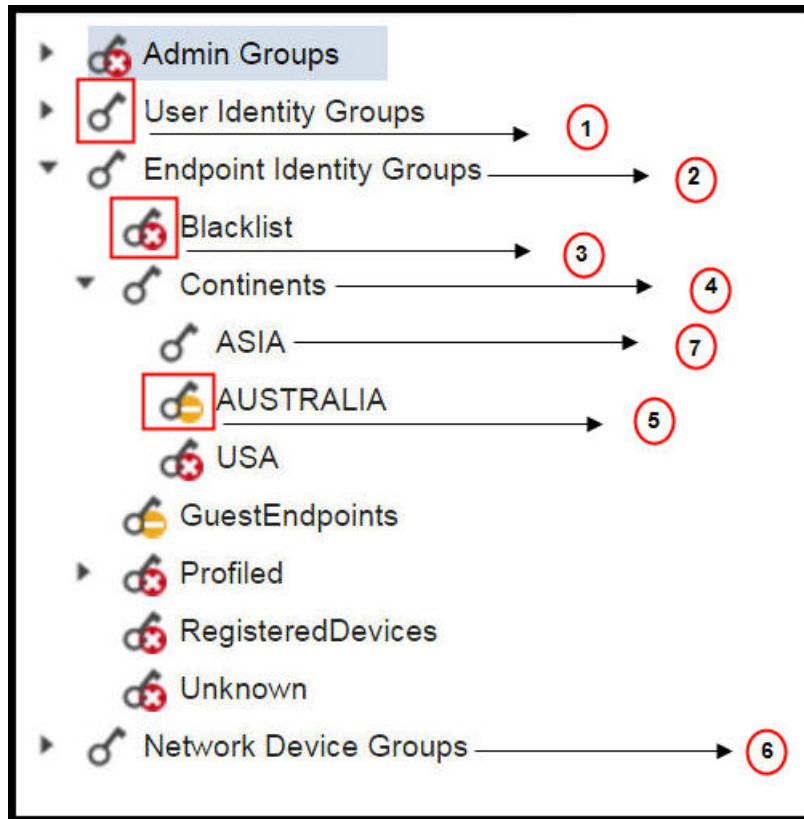 Admin Groups
User Identity Groups 1
Endpoint Identity Groups 2
Blacklist 3
Continents 4
ASIA 7
AUSTRALIA 5
USA
GuestEndpoints
Profiled
RegisteredDevices
Unknown
Network Device Groups 6